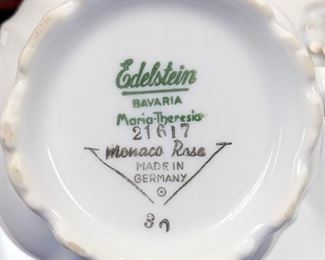 Edelstein
BAVARIA
Maria-Theresia
21617
Monaco Rose
MADE IN
GERMANY